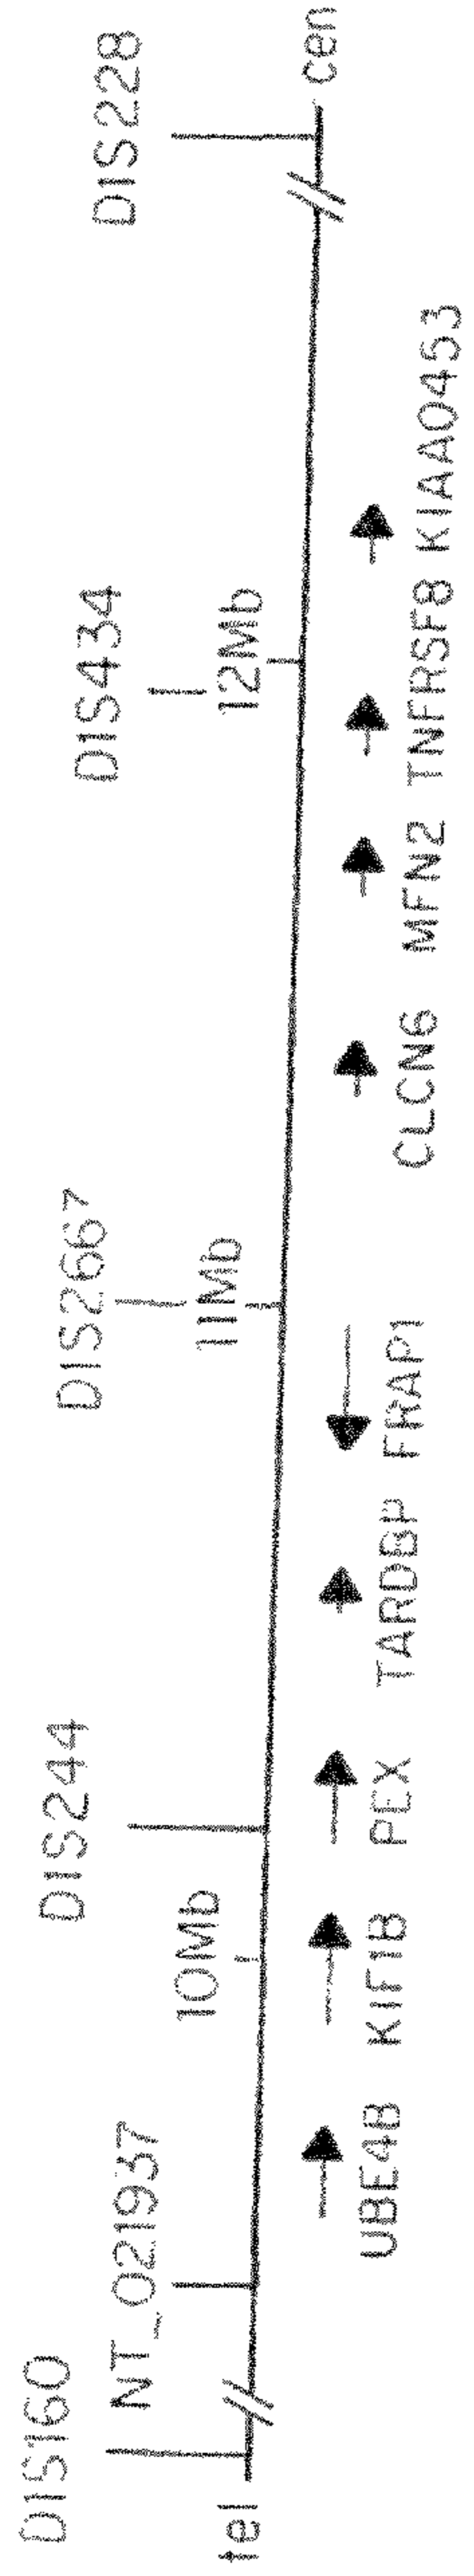 D1S160
NT_021937
D1S244
D1S2667
D1S434
D1S228
10Mb
11Mb
12Mb
tel
cen
UBE4B
KIF1B
PEX
TARDBP
FRAP1
CLCN6
MFN2
TNFRSF8
KIAA0453